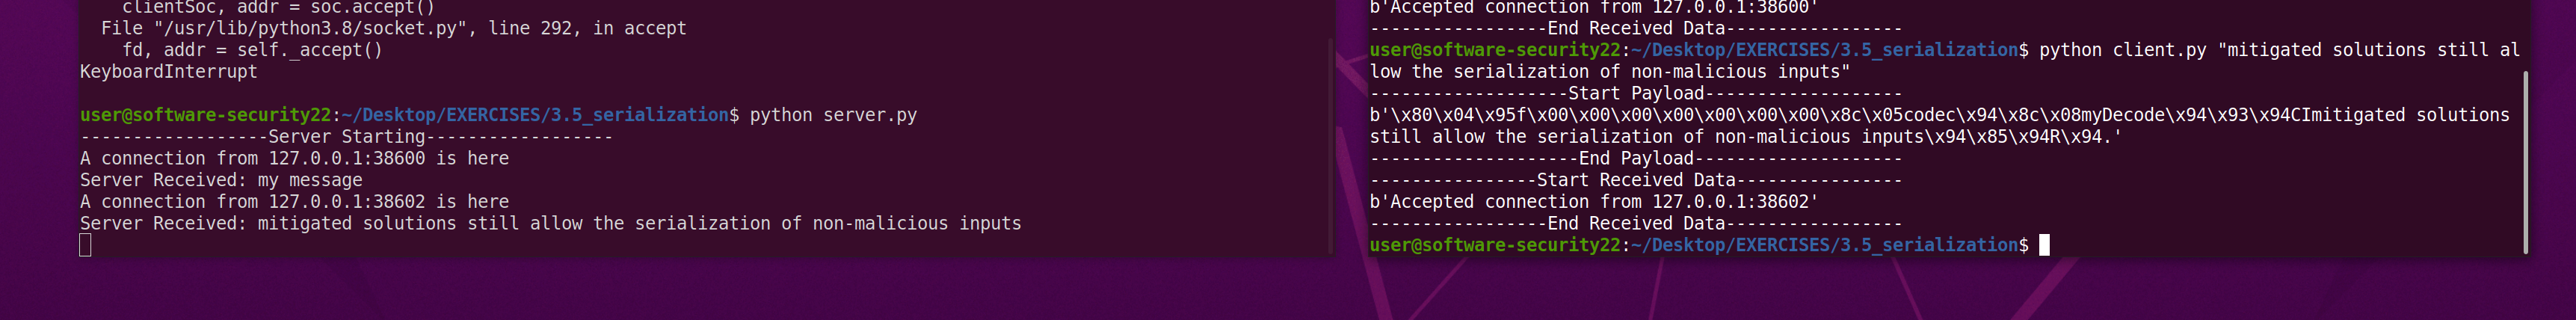 clientSoc, addr = soc.accept()
File "/usr/lib/python3.8/socket.py", line 292, in accept
fd, addr = self._accept()
KeyboardInterrupt
user@software-security22:~/Desktop/EXERCISES/3.5_serialization$ python server.py
------------------Server Starting------------------
A connection from 127.0.0.1:38600 is here
Server Received: my message
A connection from 127.0.0.1:38602 is here
Server Received: mitigated solutions still allow the serialization of non-malicious inputs
b'Accepted connection from 127.0.0.1:38600'
-----------------End Received Data-----------------
user@software-security22:~/Desktop/EXERCISES/3.5_serialization$ python client.py "mitigated solutions still al
low the serialization of non-malicious inputs"
-------------------Start Payload-------------------
b'\x80\x04\x95f\x00\x00\x00\x00\x00\x00\x00\x8c\x05codec\x94\x8c\x08myDecode\x94\x93\x94CImitigated solutions
still allow the serialization of non-malicious inputs\x94\x85\x94R\x94.'
--------------------End Payload--------------------
----------------Start Received Data----------------
b'Accepted connection from 127.0.0.1:38602'
-----------------End Received Data-----------------
user@software-security22:~/Desktop/EXERCISES/3.5_serialization$